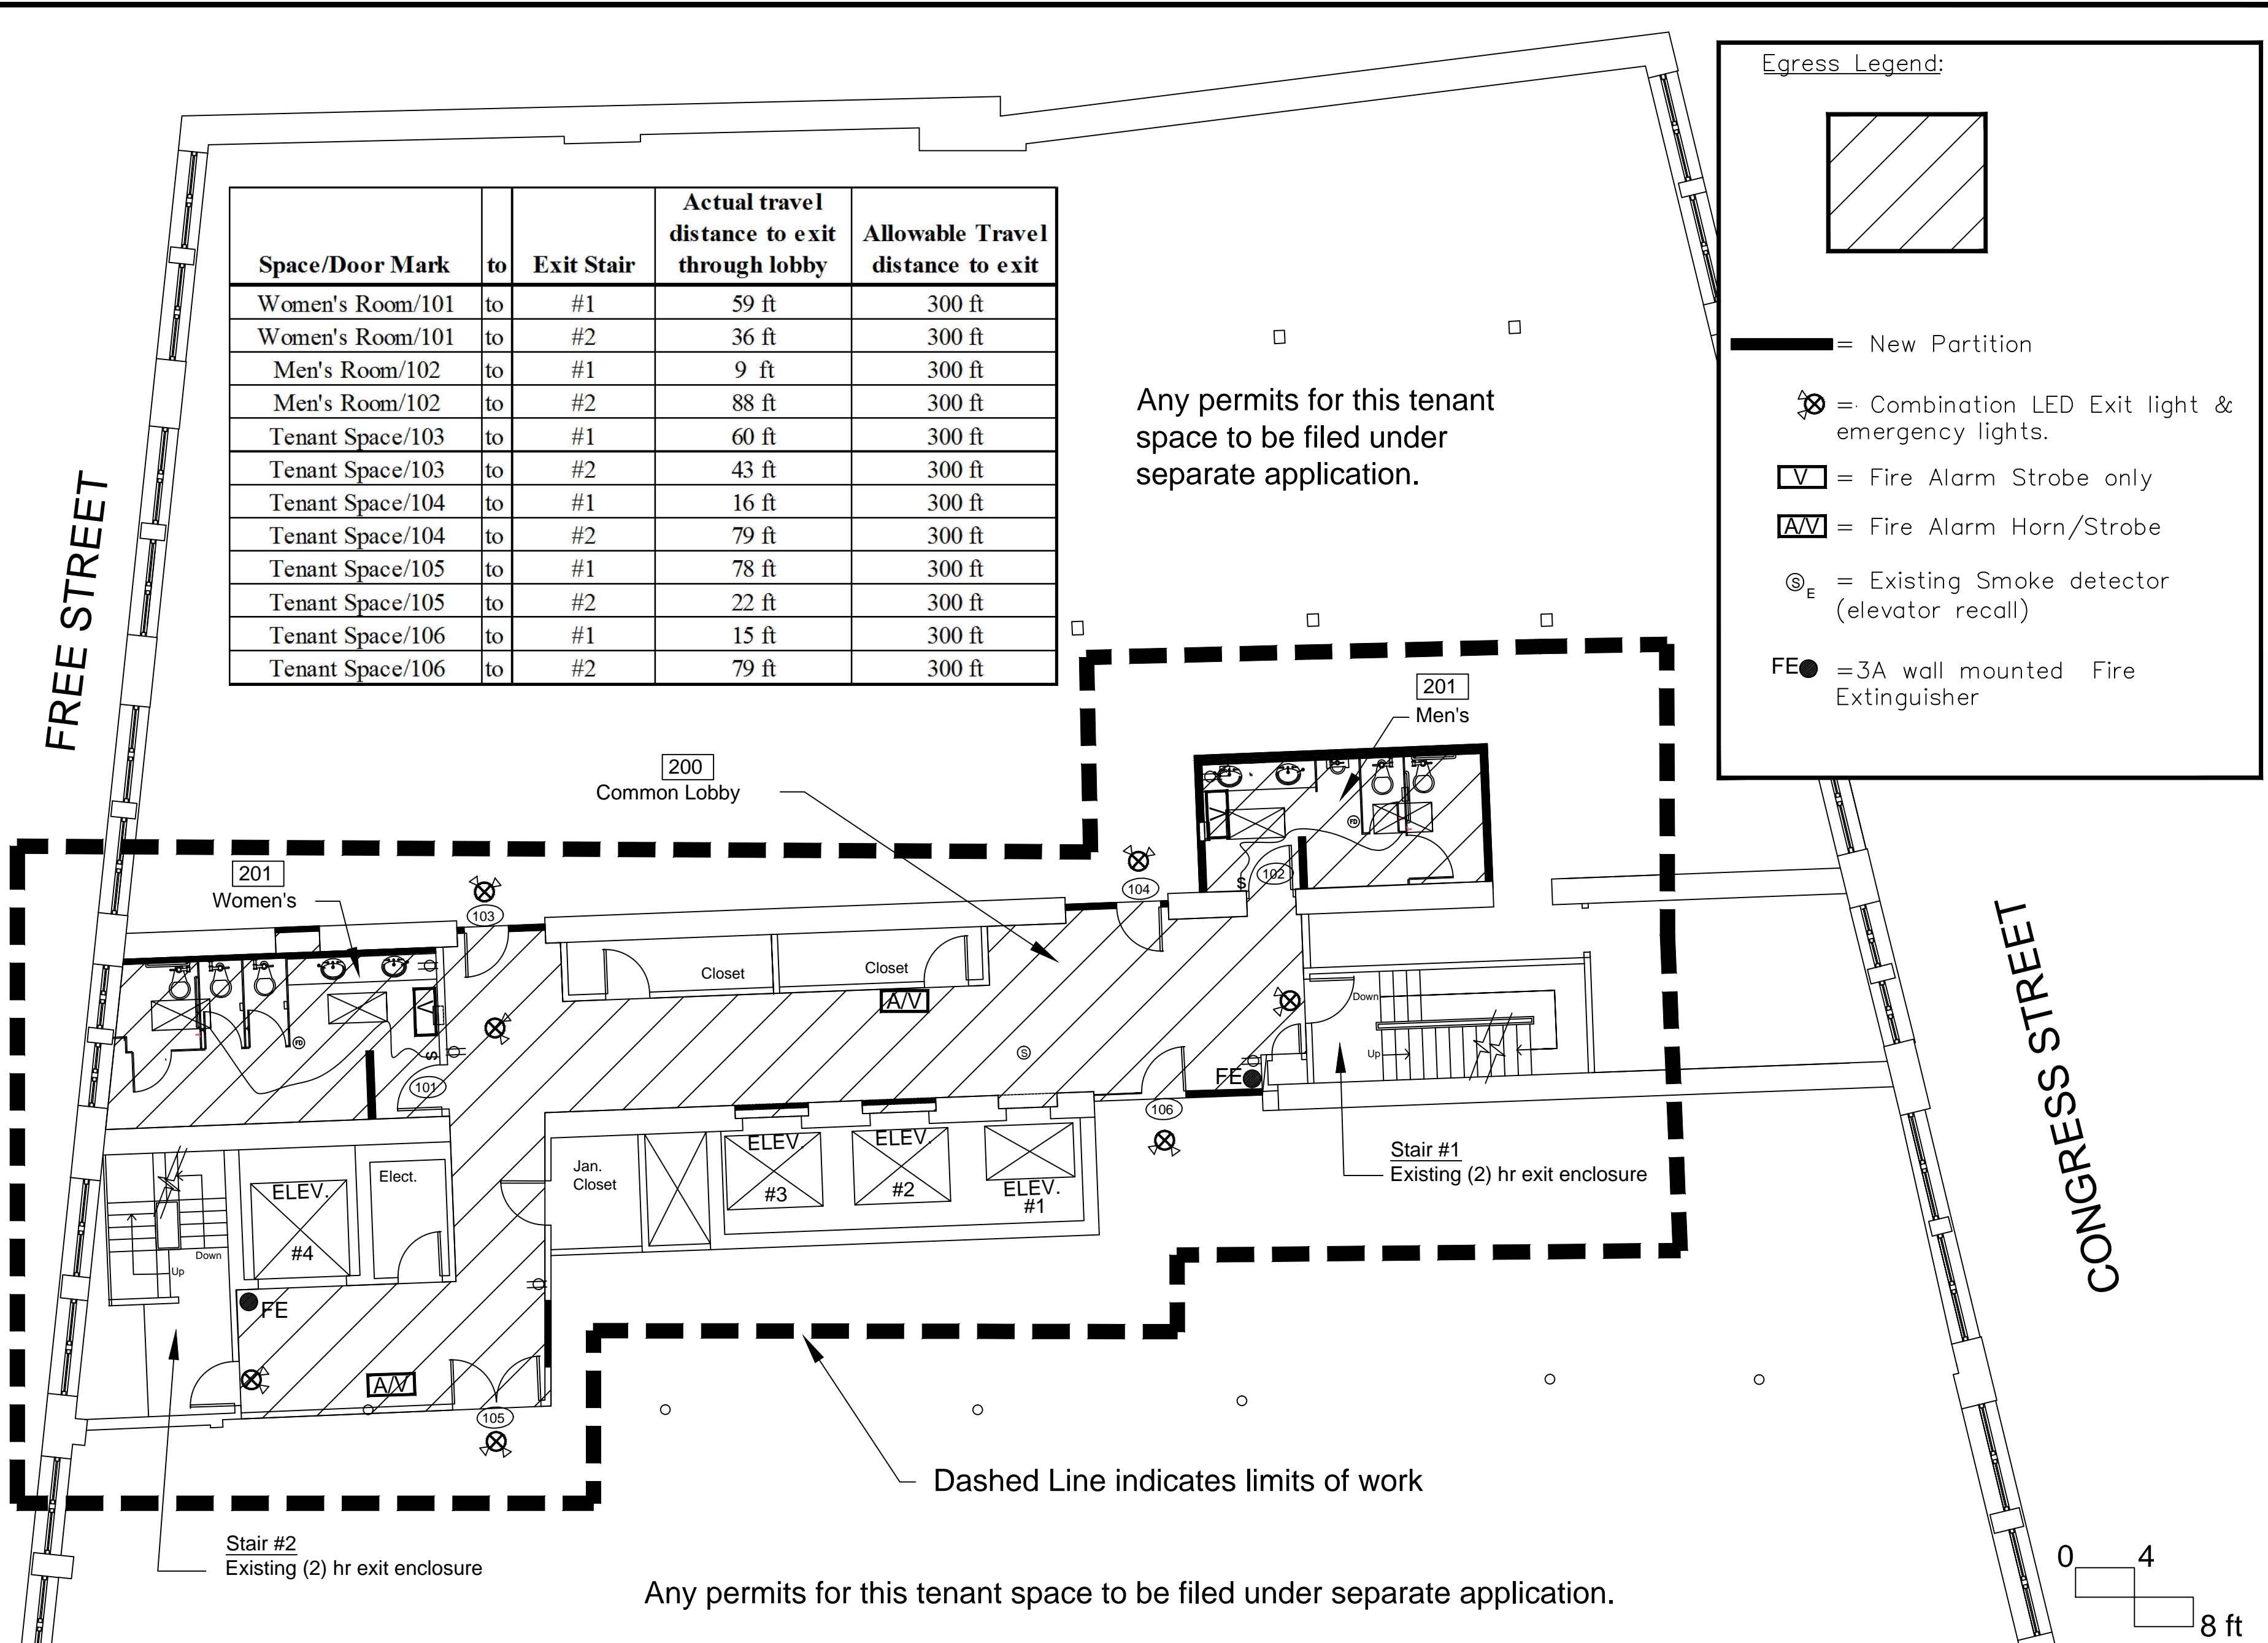 Egress Legend:
= New Partition
= Combination LED Exit light &
emergency lights.
V = Fire Alarm Strobe only
A/V = Fire Alarm Horn/Strobe
S E = Existing Smoke detector
(elevator recall)
FE =3A wall mounted Fire
Extinguisher
Space/Door Mark to Exit Stair Actual travel distance to exit through lobby Allowable Travel distance to exit
Women's Room/101 to #1 59 ft 300 ft
Women's Room/101 to #2 36 ft 300 ft
Men's Room/102 to #1 9 ft 300 ft
Men's Room/102 to #2 88 ft 300 ft
Tenant Space/103 to #1 60 ft 300 ft
Tenant Space/103 to #2 43 ft 300 ft
Tenant Space/104 to #1 16 ft 300 ft
Tenant Space/104 to #2 79 ft 300 ft
Tenant Space/105 to #1 78 ft 300 ft
Tenant Space/105 to #2 22 ft 300 ft
Tenant Space/106 to #1 15 ft 300 ft
Tenant Space/106 to #2 79 ft 300 ft
Any permits for this tenant
space to be filed under
separate application.
FREE STREET
CONGRESS STREET
201
Men's
200
Common Lobby
201
Women's
103
104
102
FD
S
V
FD
S
101
Closet
Closet
A/V
S
Down
Up
FE
106
Stair #1
Existing (2) hr exit enclosure
Jan.
Closet
ELEV.
#3
ELEV.
#2
ELEV.
#1
Elect.
ELEV.
#4
Down
Up
FE
A/V
105
Dashed Line indicates limits of work
Stair #2
Existing (2) hr exit enclosure
Any permits for this tenant space to be filed under separate application.
0 4
8 ft